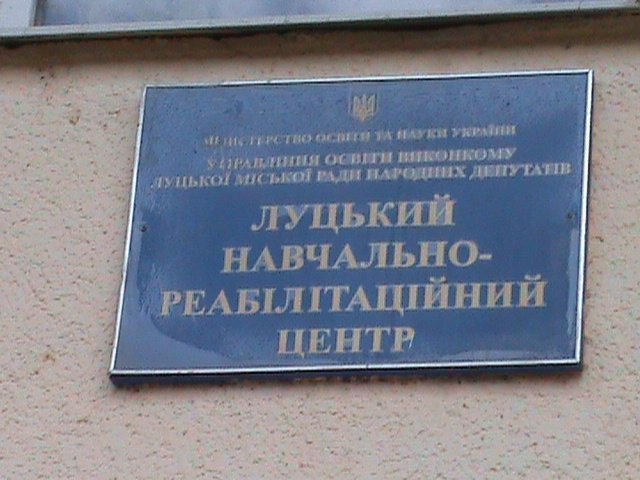 МІНІСТЕРСТВО ОСВІТИ ТА НАУКИ УКРАЇНИ
УПРАВЛІННЯ ОСВІТИ ВИКОНКОМУ
ЛУЦЬКОЇ МІСЬКОЇ РАДИ НАРОДНИХ ДЕПУТАТІВ
ЛУЦЬКИЙ
НАВЧАЛЬНО-
РЕАБІЛІТАЦІЙНИЙ
ЦЕНТР